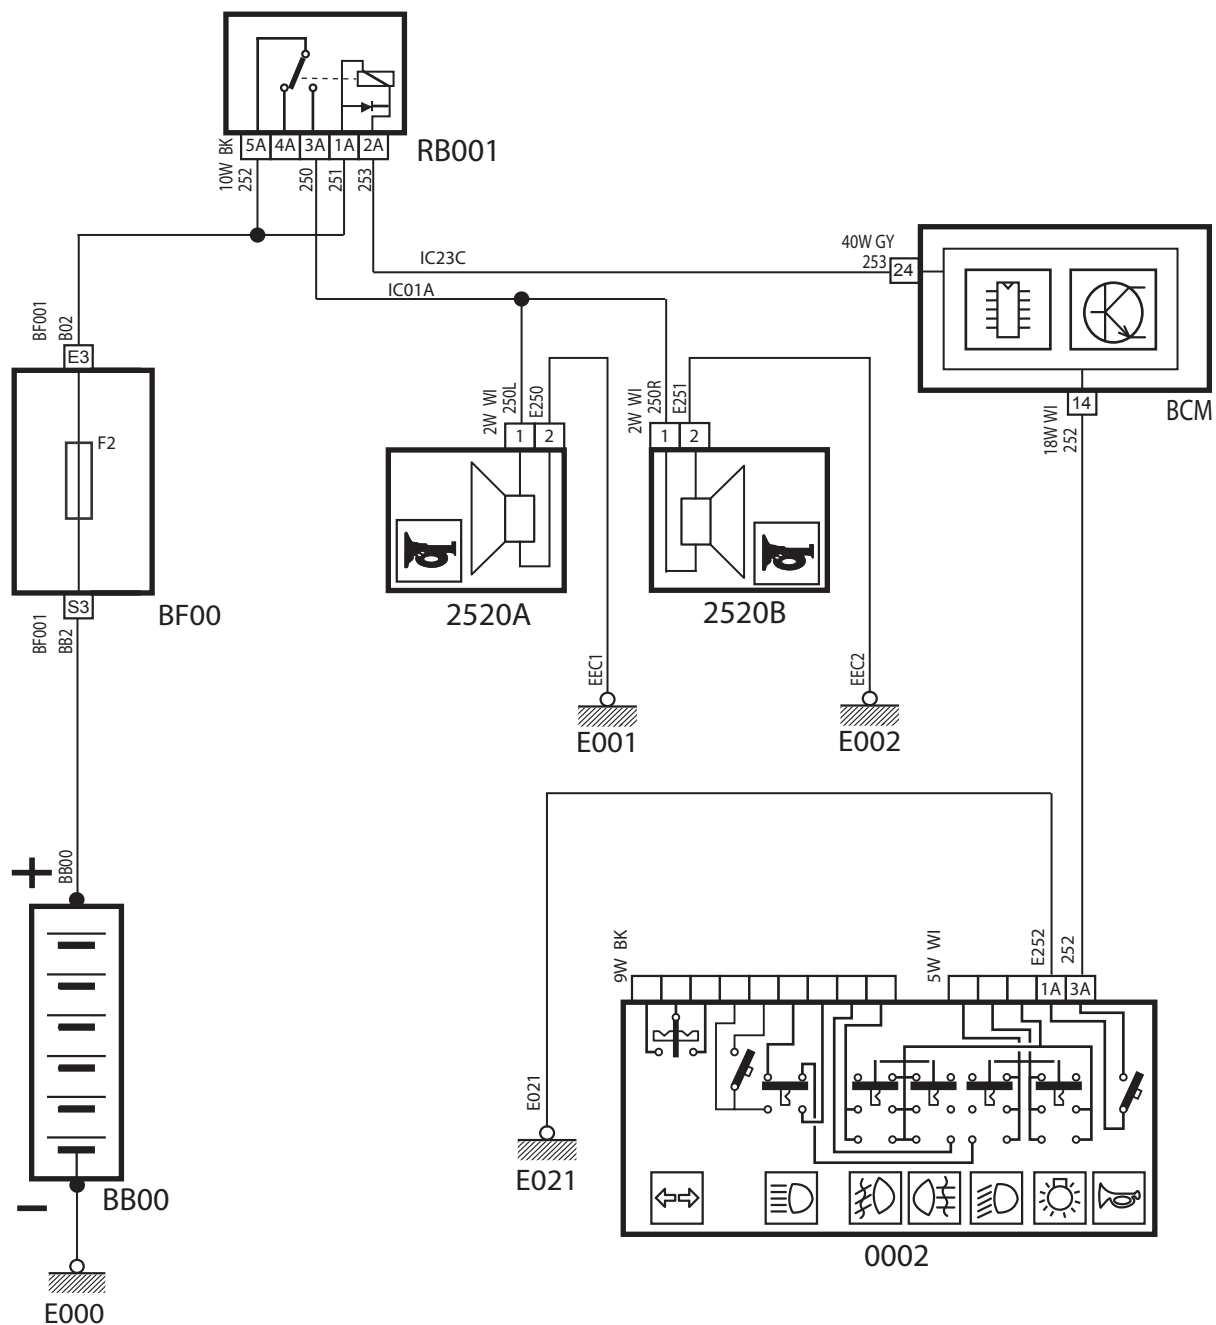 5A 4A 3A 1A 2A
RB001
10W BK
252
250
251
253
IC23C
IC01A
40W GY
253
24
BCM
14
18W WI
252
BF001
B02
E3
F2
S3
BF00
BF001
BB2
2W WI
250L
E250
1 2
2520A
2W WI
250R
E251
1 2
2520B
EEC1
E001
EEC2
E002
+
BB00
BB00
−
E000
E021
E021
9W BK
5W WI
E252
252
1A 3A
0002